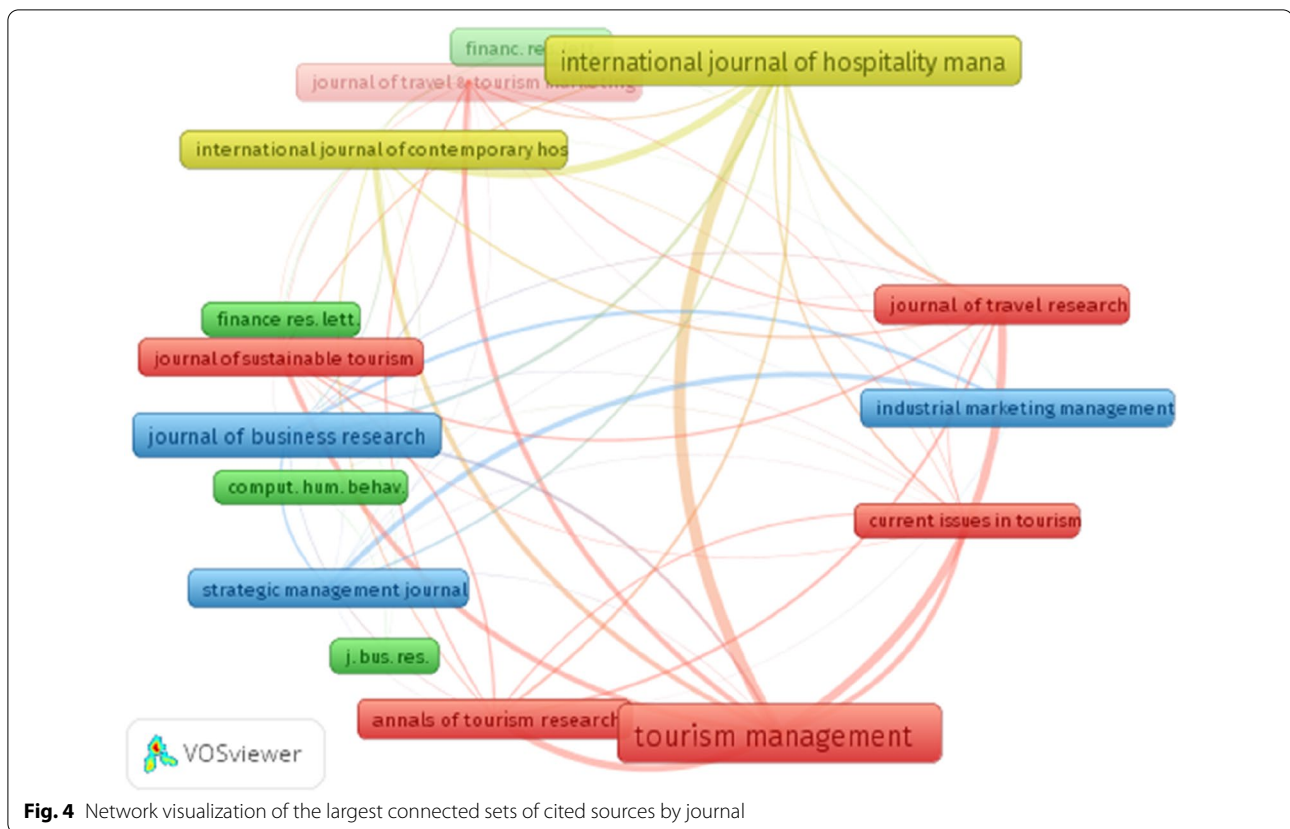 financ. re
international journal of hospitality mana
journal of travel & tourism marketing
international journal of contemporary hos
finance res. lett.
journal of travel research
journal of sustainable tourism
industrial marketing management
journal of business research
comput. hum. behav.
current issues in tourism
strategic management journal
j. bus. res.
annals of tourism research
tourism management
VOSviewer
Fig. 4 Network visualization of the largest connected sets of cited sources by journal